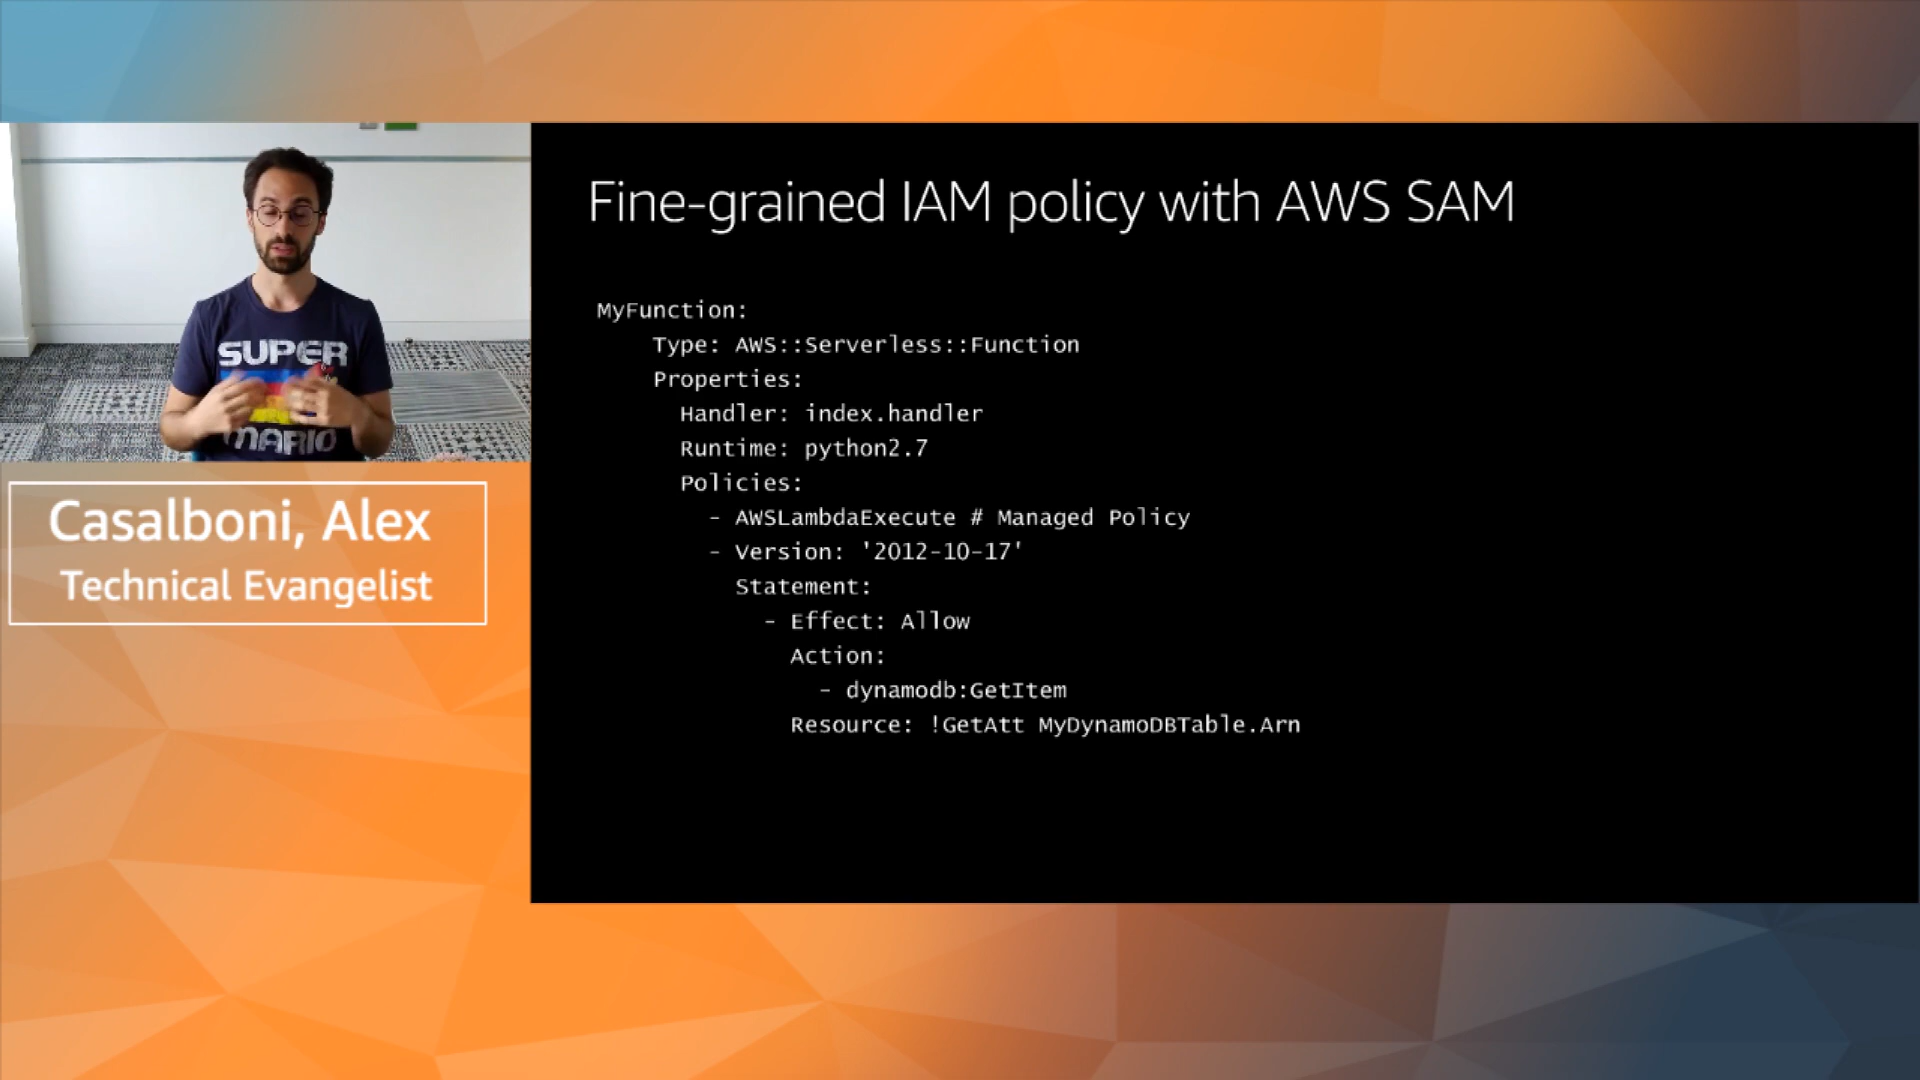 SUPER
MARIO
Casalboni, Alex
Technical Evangelist
Fine-grained IAM policy with AWS SAM
MyFunction:
Type: AWS::Serverless::Function
Properties:
Handler: index.handler
Runtime: python2.7
Policies:
- AWSLambdaExecute # Managed Policy
- Version: '2012-10-17'
Statement:
- Effect: Allow
Action:
- dynamodb:GetItem
Resource: !GetAtt MyDynamoDBTable.Arn